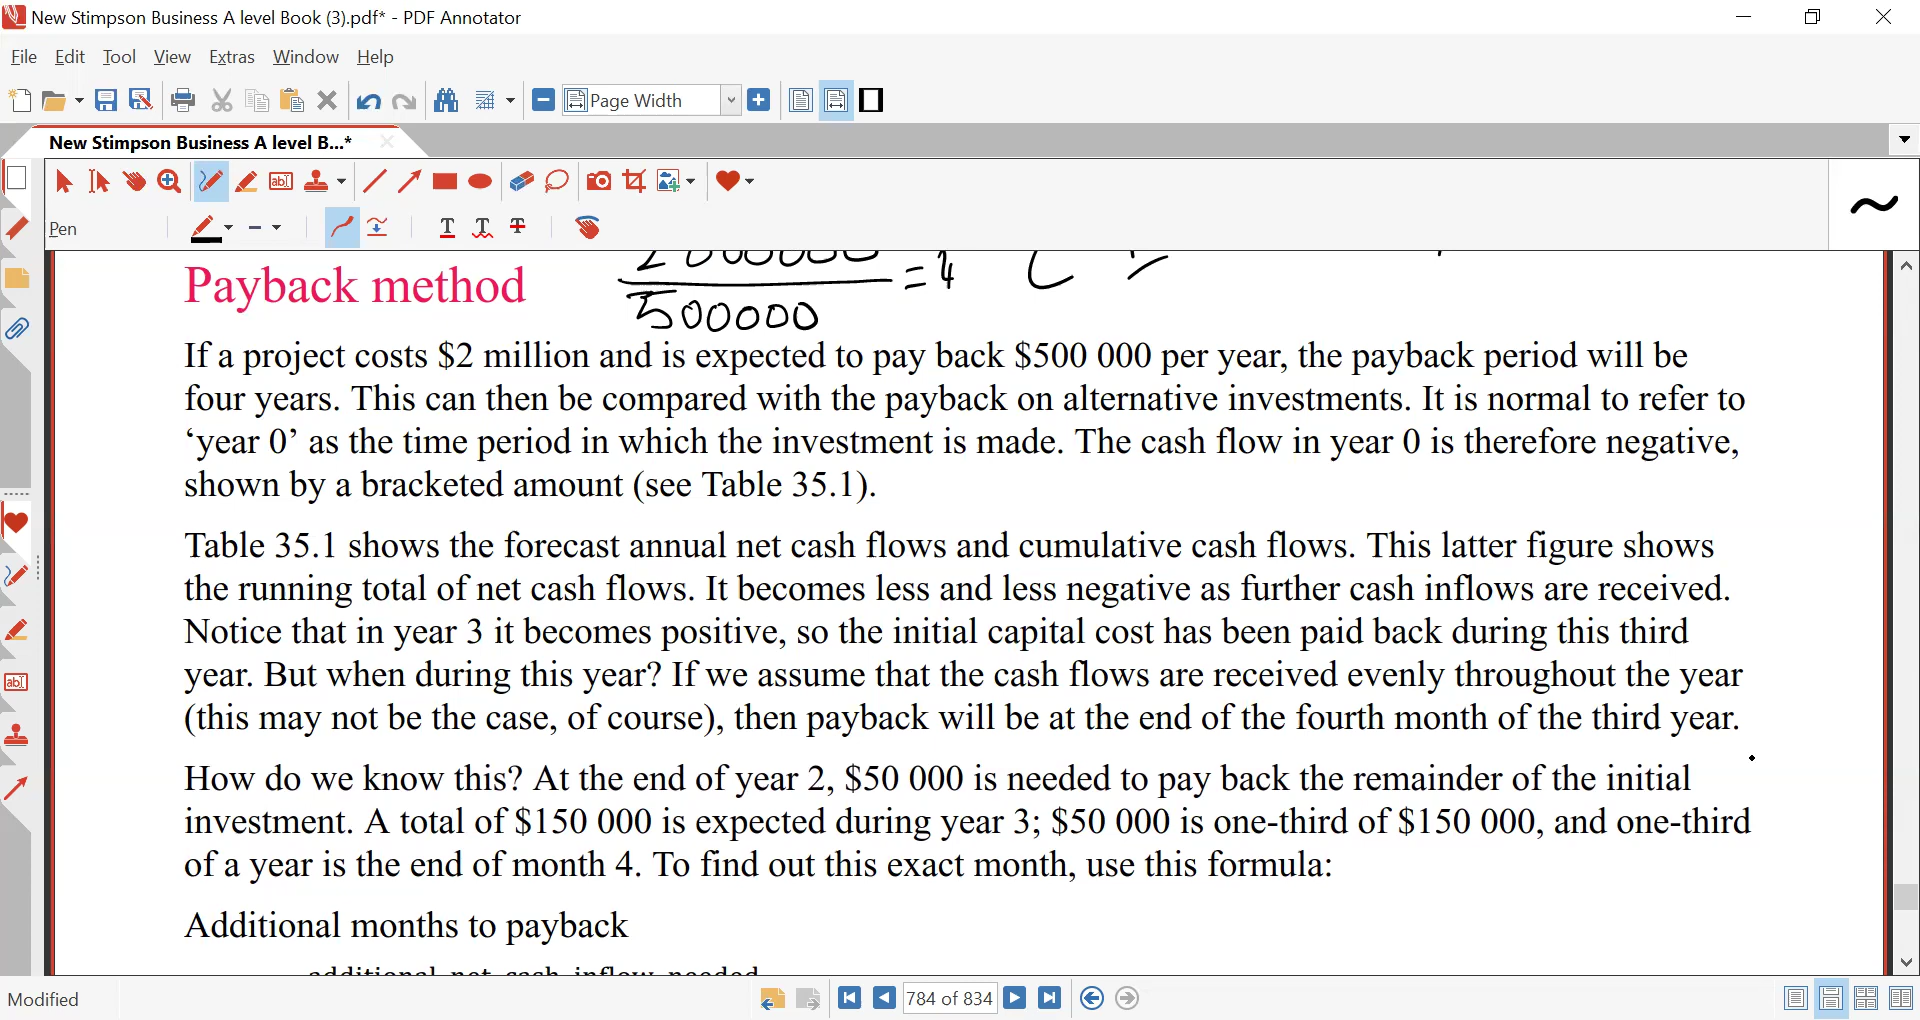 New Stimpson Business A level Book (3).pdf* - PDF Annotator
File Edit Tool View Extras Window Help
Page Width
New Stimpson Business A level B...*
Pen
Payback method
2000000
= 4
500000
If a project costs $2 million and is expected to pay back $500 000 per year, the payback period will be
four years. This can then be compared with the payback on alternative investments. It is normal to refer to
‘year 0’ as the time period in which the investment is made. The cash flow in year 0 is therefore negative,
shown by a bracketed amount (see Table 35.1).
Table 35.1 shows the forecast annual net cash flows and cumulative cash flows. This latter figure shows
the running total of net cash flows. It becomes less and less negative as further cash inflows are received.
Notice that in year 3 it becomes positive, so the initial capital cost has been paid back during this third
year. But when during this year? If we assume that the cash flows are received evenly throughout the year
(this may not be the case, of course), then payback will be at the end of the fourth month of the third year.
How do we know this? At the end of year 2, $50 000 is needed to pay back the remainder of the initial
investment. A total of $150 000 is expected during year 3; $50 000 is one-third of $150 000, and one-third
of a year is the end of month 4. To find out this exact month, use this formula:
Additional months to payback
additional net cash inflow needed
Modified
784 of 834